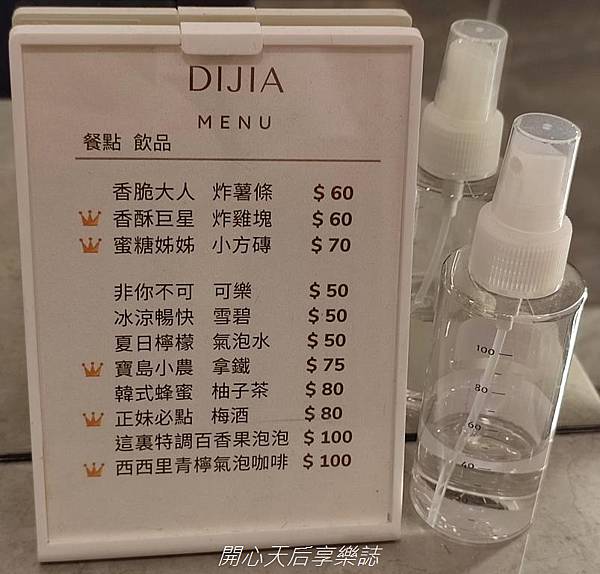 DIJIA
MENU
餐點 飲品
香脆大人 炸薯條 $60
香酥巨星 炸雞塊 $60
蜜糖姊姊 小方磚 $70
非你不可 可樂 $50
冰涼暢快 雪碧 $50
夏日檸檬 氣泡水 $50
寶島小農 拿鐵 $75
韓式蜂蜜 柚子茶 $80
正妹必點 梅酒 $80
這裏特調百香果泡泡 $100
西西里青檸氣泡咖啡 $100
100
80
60
40
開心天后享樂誌